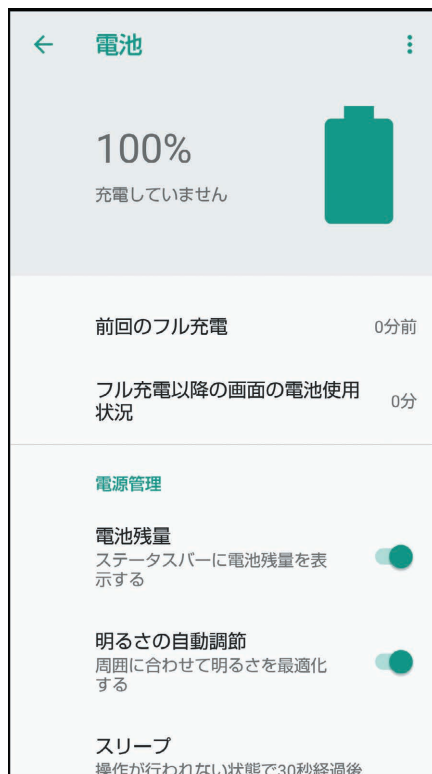 電池
100%
充電していません
前回のフル充電
0分前
フル充電以降の画面の電池使用
状況
0分
電源管理
電池残量
ステータスバーに電池残量を表
示する
明るさの自動調節
周囲に合わせて明るさを最適化
する
スリープ
操作が行われない状態で30秒経過後